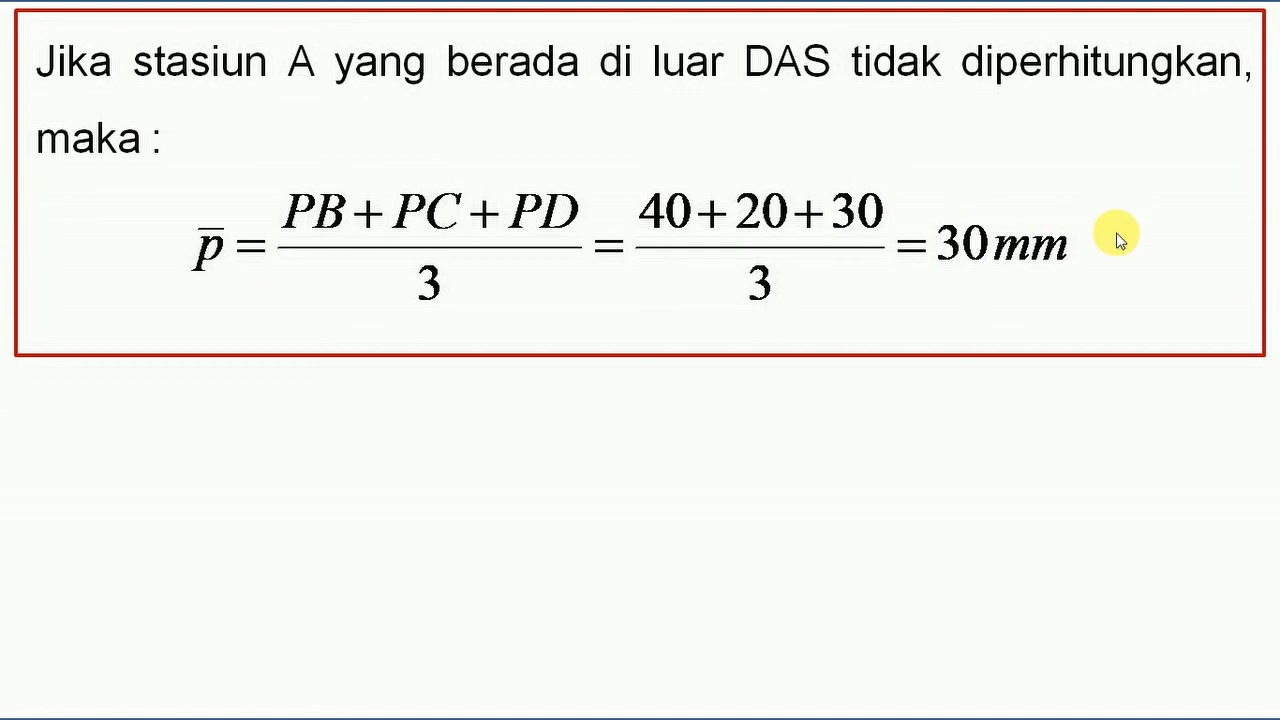 Jika stasiun A yang berada di luar DAS tidak diperhitungkan,
maka :
p̅ = (PB + PC + PD) / 3 = (40 + 20 + 30) / 3 = 30 mm